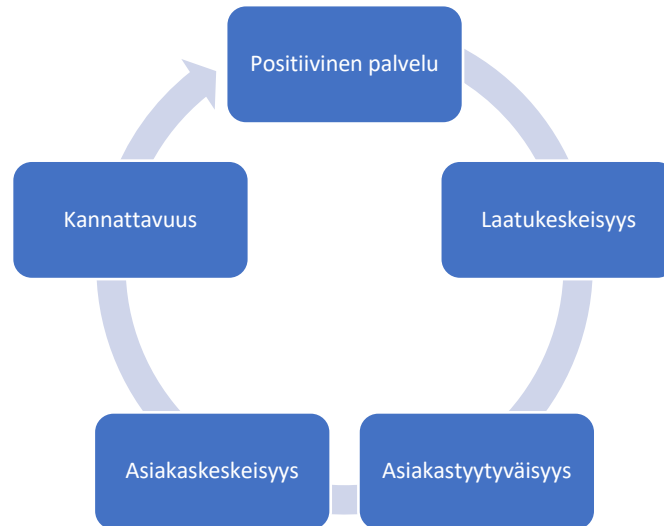 Positiivinen palvelu
Laatukeskeisyys
Asiakastyytyväisyys
Asiakaskeskeisyys
Kannattavuus